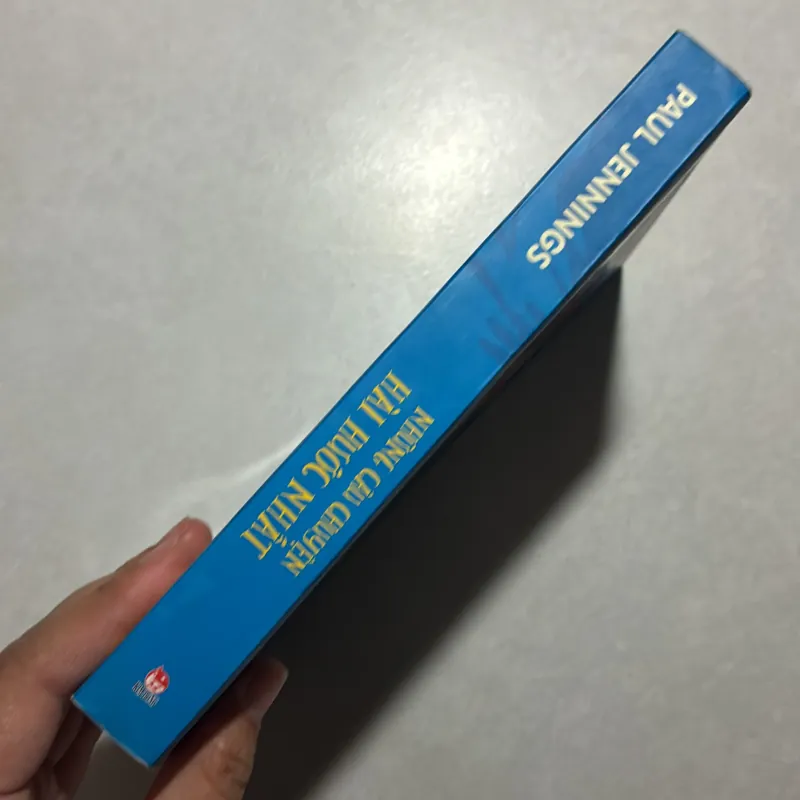 PAUL JENNINGS
NHỮNG CÂU CHUYỆN
HÀI HƯỚC NHẤT